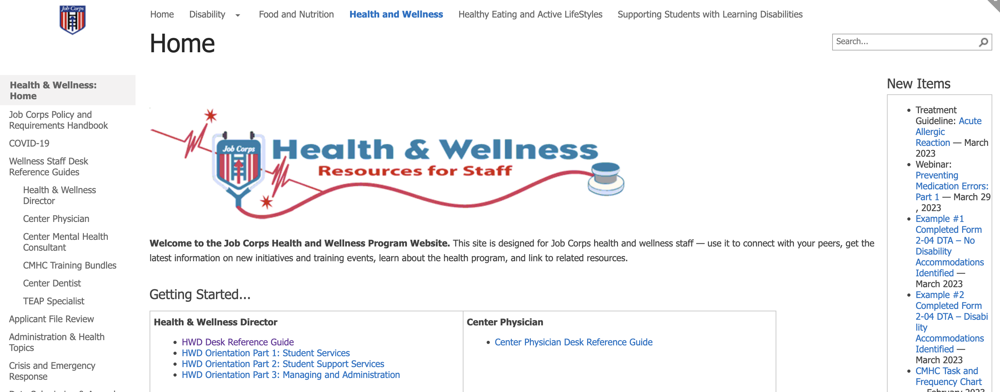 Job Corps
Home Disability Food and Nutrition Health and Wellness Healthy Eating and Active LifeStyles Supporting Students with Learning Disabilities
Home
Search...
Health & Wellness:
Home
Job Corps Policy and
Requirements Handbook
COVID-19
Wellness Staff Desk
Reference Guides
Health & Wellness
Director
Center Physician
Center Mental Health
Consultant
CMHC Training Bundles
Center Dentist
TEAP Specialist
Applicant File Review
Administration & Health
Topics
Crisis and Emergency
Response
Job Corps
Health & Wellness
Resources for Staff
Welcome to the Job Corps Health and Wellness Program Website. This site is designed for Job Corps health and wellness staff — use it to connect with your peers, get the
latest information on new initiatives and training events, learn about the health program, and link to related resources.
Getting Started...
Health & Wellness Director
• HWD Desk Reference Guide
• HWD Orientation Part 1: Student Services
• HWD Orientation Part 2: Student Support Services
• HWD Orientation Part 3: Managing and Administration
Center Physician
• Center Physician Desk Reference Guide
New Items
• Treatment
Guideline: Acute
Allergic
Reaction — March
2023
• Webinar:
Preventing
Medication Errors:
Part 1 — March 29
, 2023
• Example #1
Completed Form
2-04 DTA – No
Disability
Accommodations
Identified —
March 2023
• Example #2
Completed Form
2-04 DTA – Disabi
lity
Accommodations
Identified —
March 2023
• CMHC Task and
Frequency Chart
— February 2023